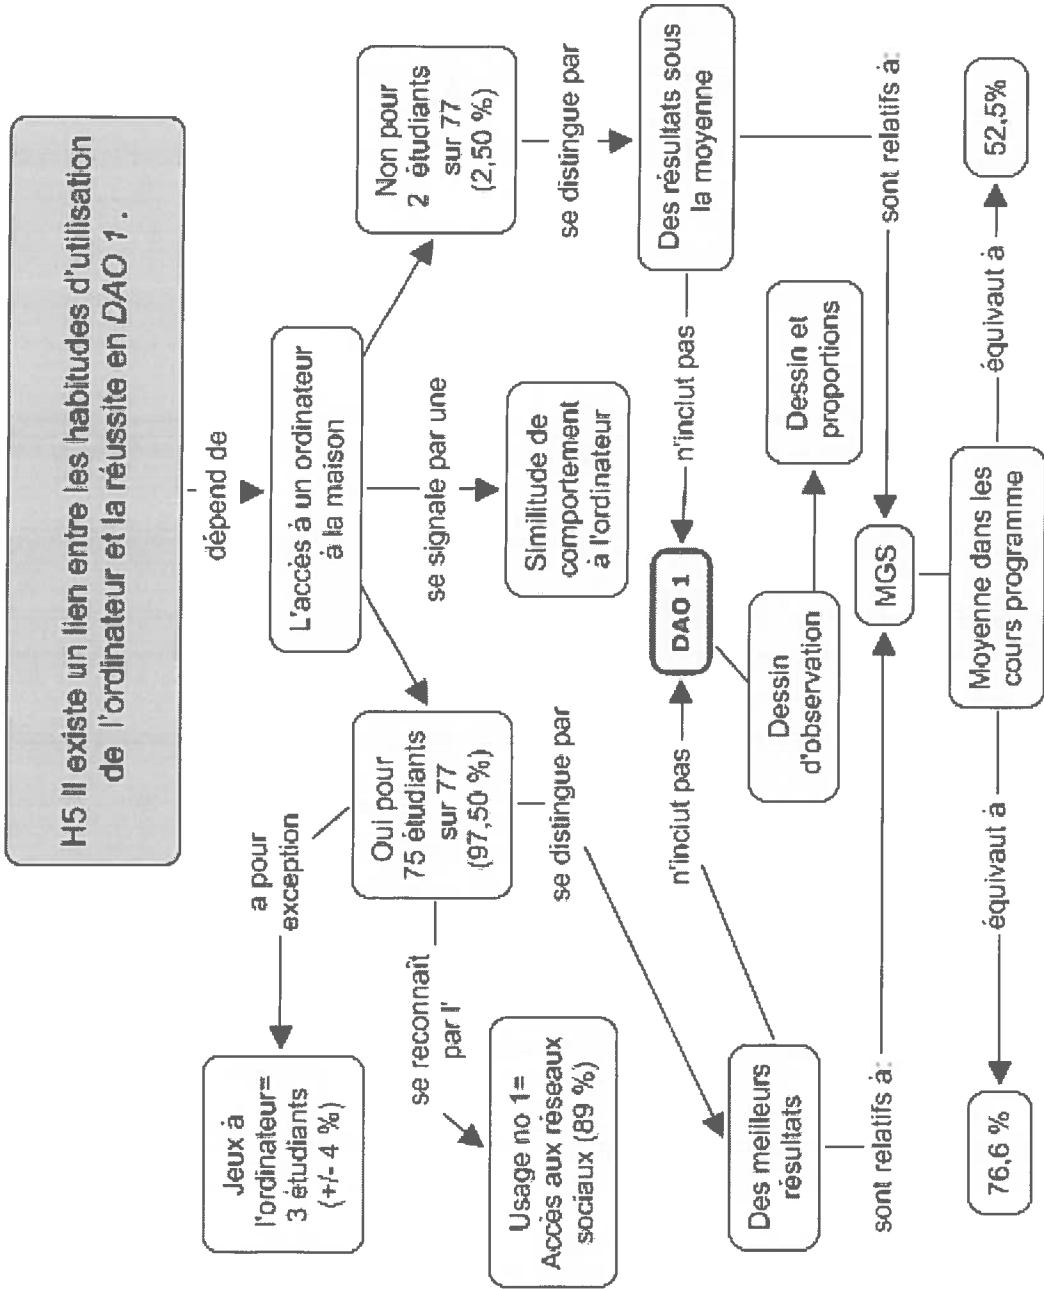 H5 Il existe un lien entre les habitudes d'utilisation
de l'ordinateur et la réussite en DAO 1 .
dépend de
L'accès à un ordinateur
à la maison
a pour
exception
Jeux à
l'ordinateur=
3 étudiants
(+/- 4 %)
Qui pour
75 étudiants
sur 77
(97,50 %)
se signale par une
Non pour
2 étudiants
sur 77
(2,50 %)
se reconnaît
par l'
Usage no 1=
Accès aux réseaux
sociaux (89 %)
se distingue par
Similitude de
comportement
à l'ordinateur
se distingue par
Des meilleurs
résultats
n'inclut pas
DAO 1
n'inclut pas
Des résultats sous
la moyenne
Dessin
d'observation
Dessin et
proportions
sont relatifs à:
MGS
sont relatifs à:
Moyenne dans les
cours programme
76,6 %
équivaut à
équivaut à
52,5%